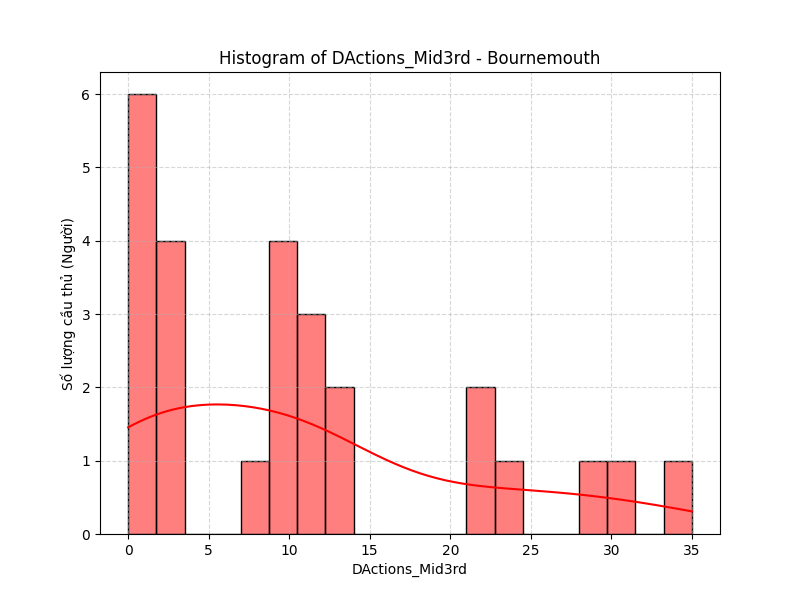 Histogram of DActions_Mid3rd - Bournemouth
Số lượng cầu thủ (Người)
6
5
4
3
2
1
0
0 5 10 15 20 25 30 35
DActions_Mid3rd